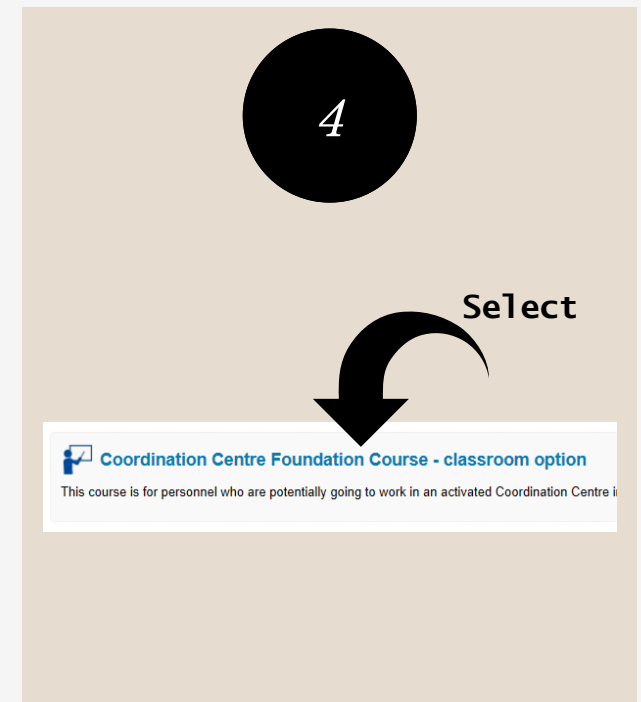 4
Select
Coordination Centre Foundation Course - classroom option
This course is for personnel who are potentially going to work in an activated Coordination Centre